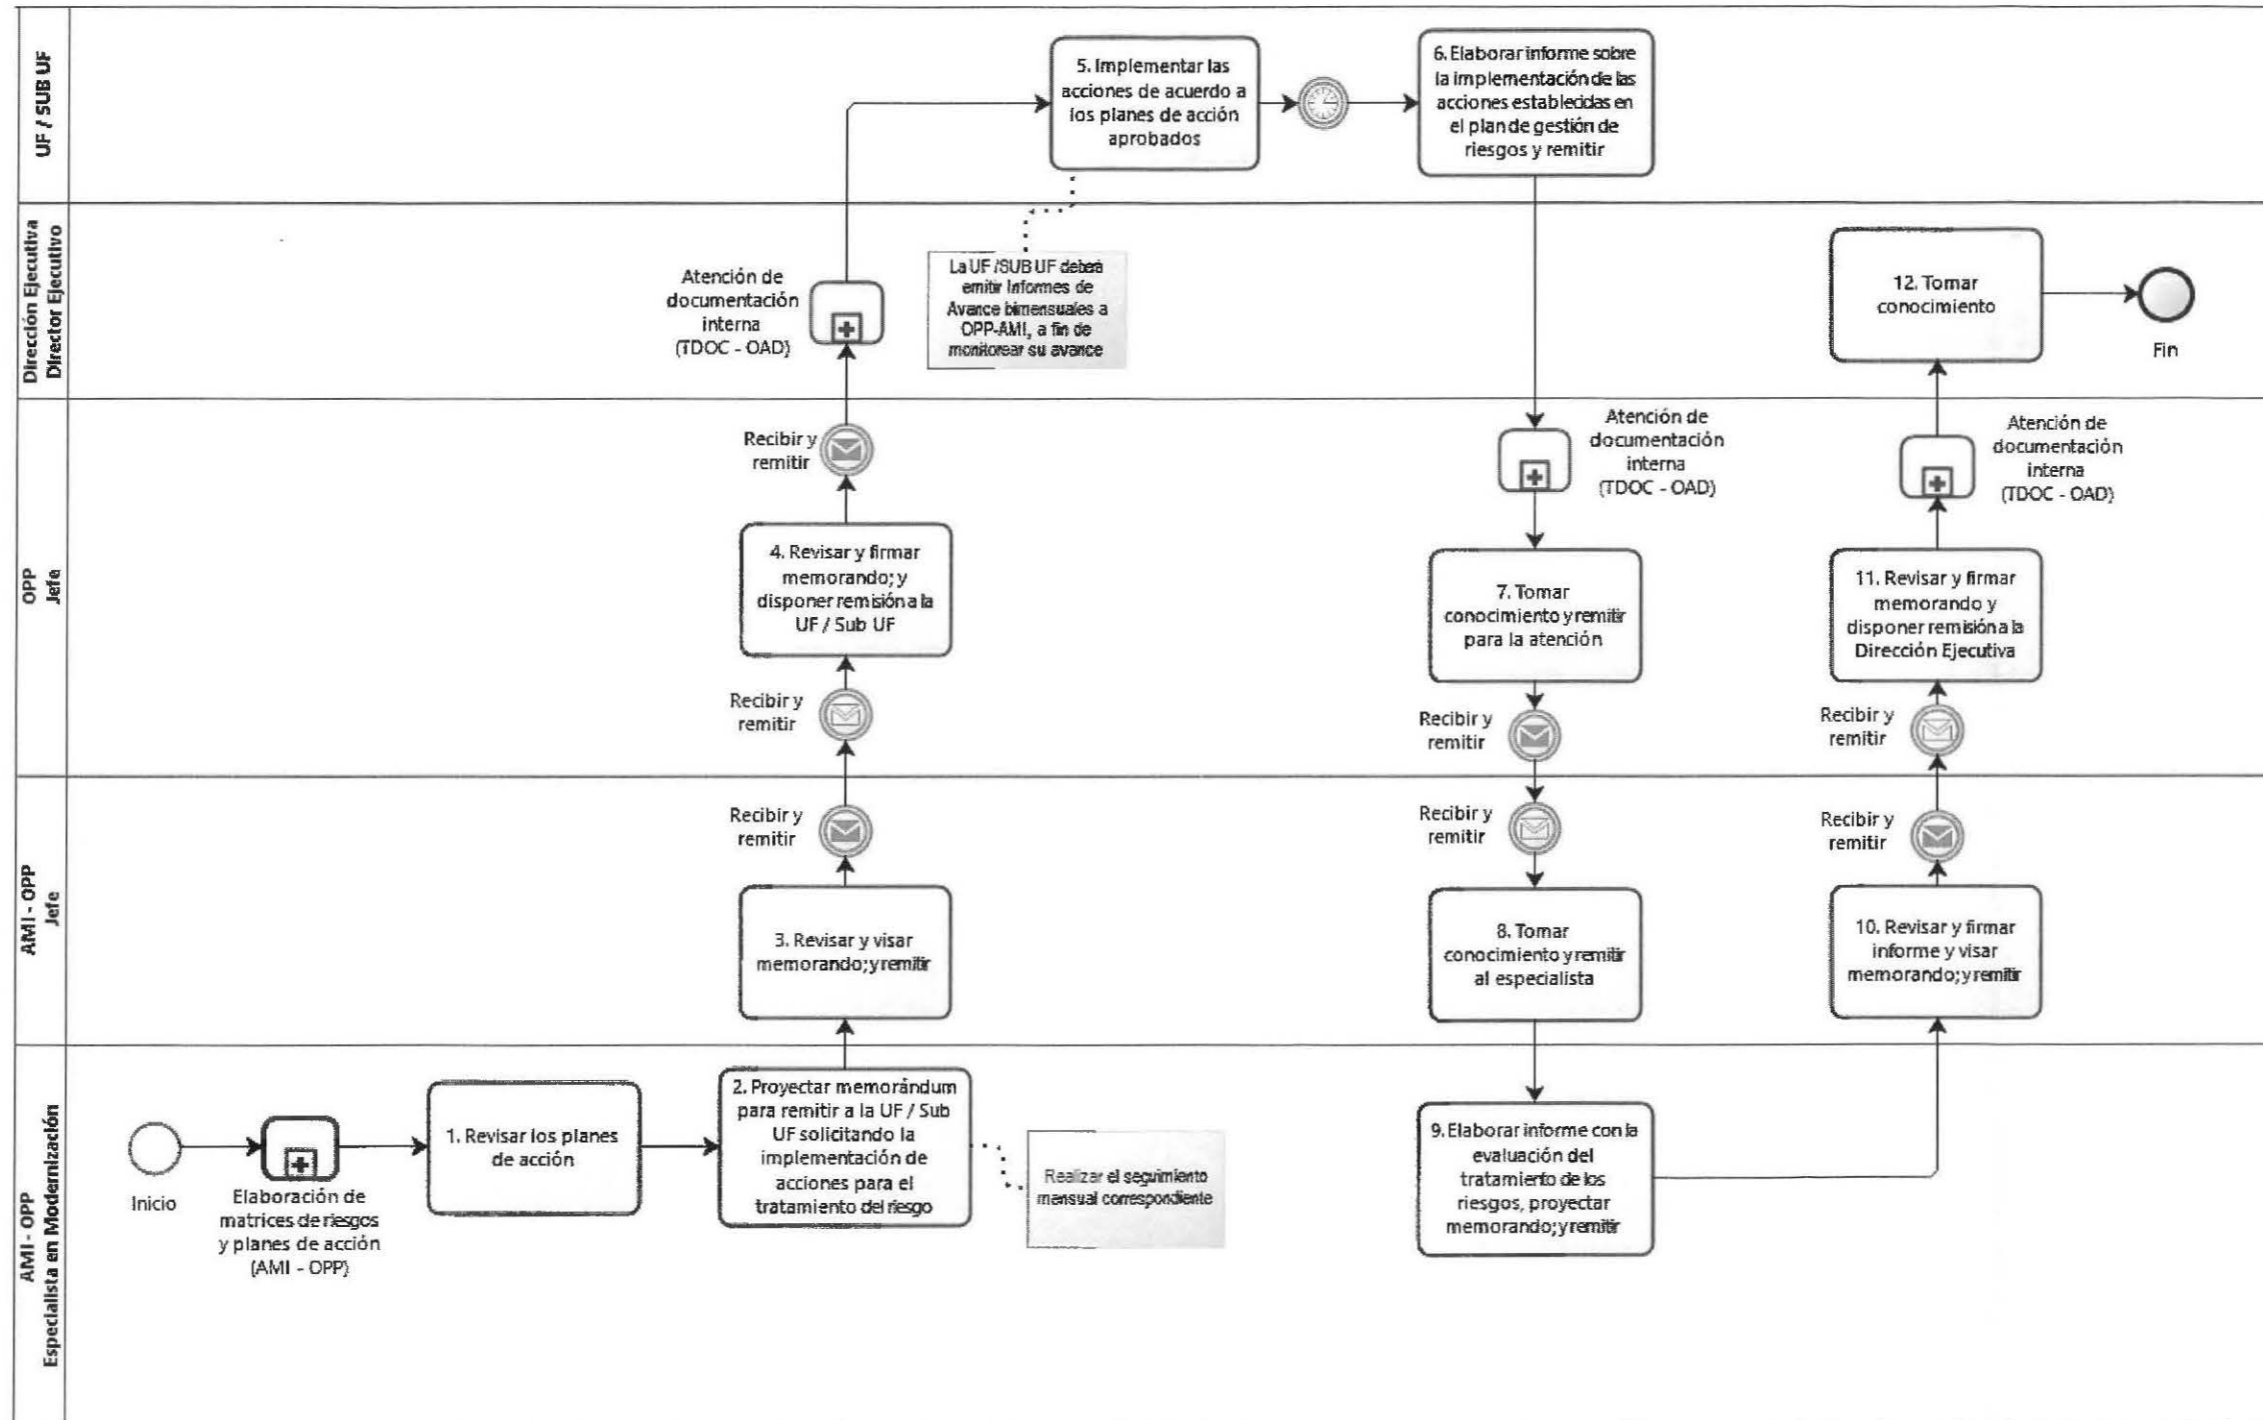 UF / SUB UF
5. Implementar las
acciones de acuerdo a
los planes de acción
aprobados
6. Elaborar informe sobre
la implementación de las
acciones establecidas en
el plan de gestión de
riesgos y remitir
Dirección Ejecutiva
Director Ejecutivo
Atención de
documentación
interna
(TDOC - OAD)
La UF /SUB UF deberá
emitir Informes de
Avance bimensuales a
OPP-AMI, a fin de
monitorear su avance
12. Tomar
conocimiento
Fin
OPP
Jefe
Recibir y
remitir
4. Revisar y firmar
memorando; y
disponer remisión a la
UF / Sub UF
Recibir y
remitir
Atención de
documentación
interna
(TDOC - OAD)
7. Tomar
conocimiento y remitir
para la atención
Recibir y
remitir
Atención de
documentación
interna
(TDOC - OAD)
11. Revisar y firmar
memorando y
disponer remisión a la
Dirección Ejecutiva
Recibir y
remitir
AMI - OPP
Jefe
Recibir y
remitir
3. Revisar y visar
memorando; y remitir
Recibir y
remitir
8. Tomar
conocimiento y remitir
al especialista
Recibir y
remitir
10. Revisar y firmar
informe y visar
memorando; y remitir
AMI - OPP
Especialista en Modernización
Inicio
Elaboración de
matrices de riesgos
y planes de acción
(AMI - OPP)
1. Revisar los planes
de acción
2. Proyectar memorándum
para remitir a la UF / Sub
UF solicitando la
implementación de
acciones para el
tratamiento del riesgo
Realizar el seguimiento
mensual correspondiente
9. Elaborar informe con la
evaluación del
tratamiento de los
riesgos, proyectar
memorando; y remitir